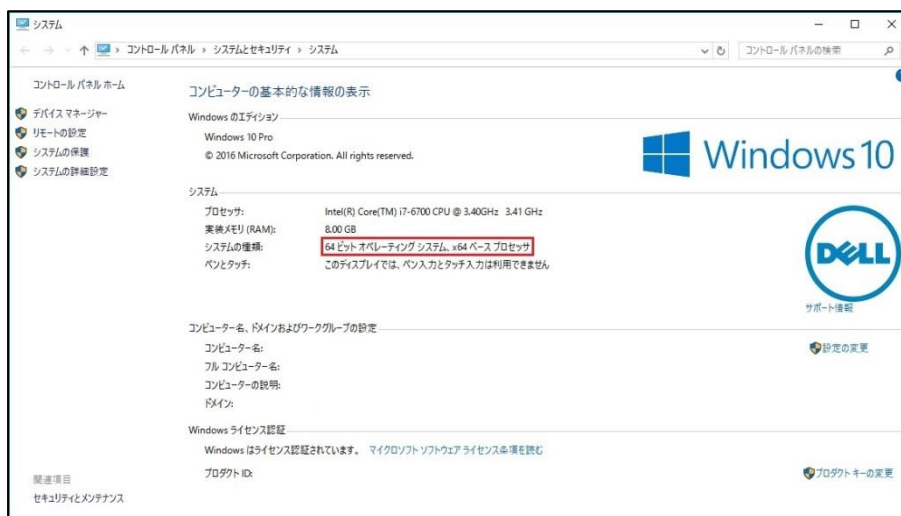 システム
コントロール パネル › システムとセキュリティ › システム
コントロール パネルの検索
コントロール パネル ホーム
デバイス マネージャー
リモートの設定
システムの保護
システムの詳細設定
コンピューターの基本的な情報の表示
Windows のエディション
Windows 10 Pro
© 2016 Microsoft Corporation. All rights reserved.
Windows 10
システム
プロセッサ: Intel(R) Core(TM) i7-6700 CPU @ 3.40GHz 3.41 GHz
実装メモリ (RAM): 8.00 GB
システムの種類: 64 ビット オペレーティング システム、x64 ベース プロセッサ
ペンとタッチ: このディスプレイでは、ペン入力とタッチ入力は利用できません
DELL
サポート情報
コンピューター名、ドメインおよびワークグループの設定
コンピューター名:
設定の変更
フル コンピューター名:
コンピューターの説明:
ドメイン:
Windows ライセンス認証
Windows はライセンス認証されています。 マイクロソフト ソフトウェア ライセンス条項を読む
プロダクト ID:
プロダクト キーの変更
関連項目
セキュリティとメンテナンス